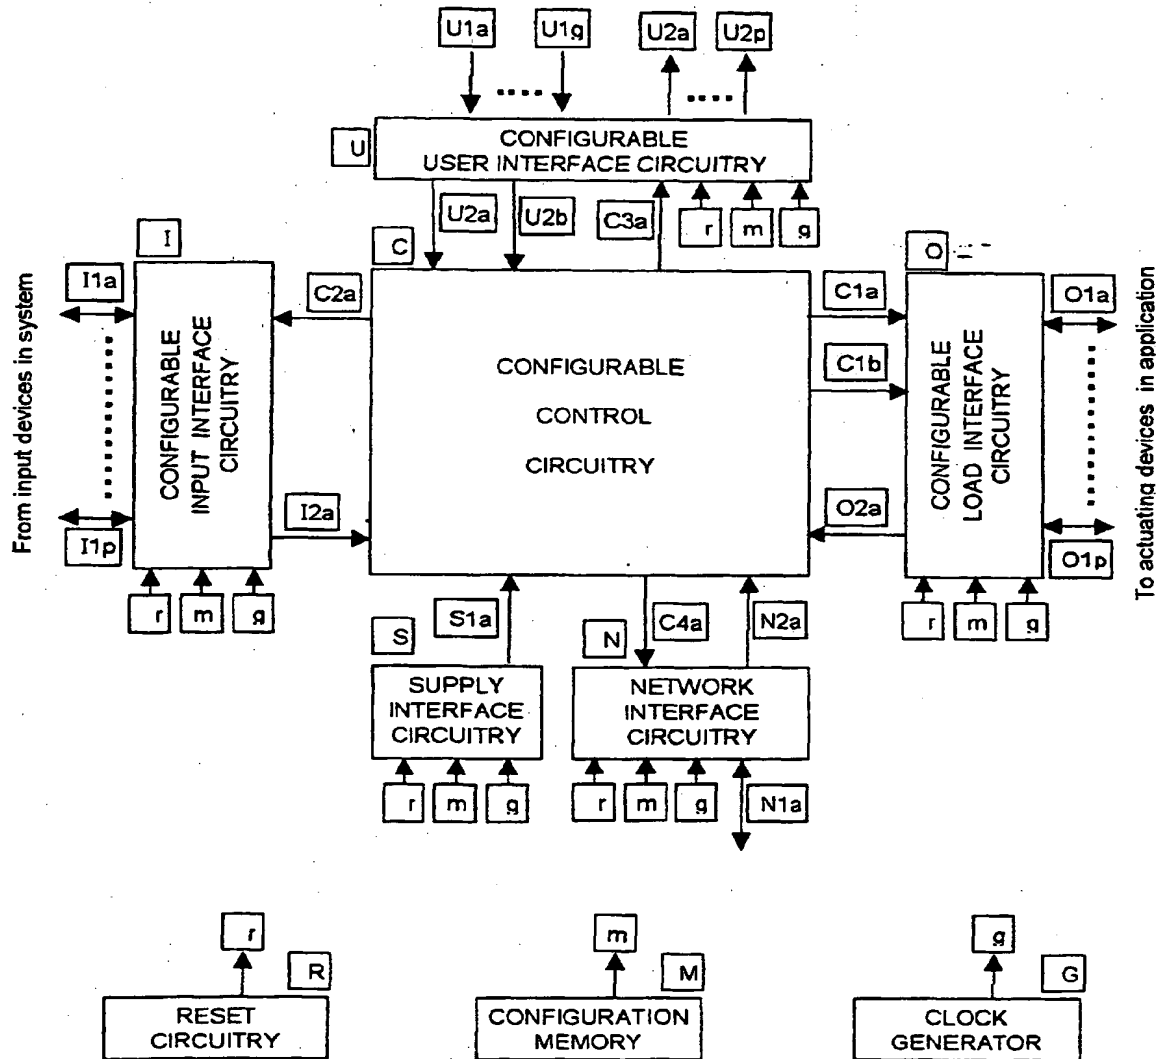 U1a U1g U2a U2p
U
CONFIGURABLE
USER INTERFACE CIRCUITRY
U2a U2b C3a r m g
I
C
O
From input devices in system
I1a
I1p
CONFIGURABLE
INPUT INTERFACE
CIRCUITRY
r m g
C2a
I2a
CONFIGURABLE
CONTROL
CIRCUITRY
C1a
C1b
O2a
CONFIGURABLE
LOAD INTERFACE
CIRCUITRY
r m g
O1a
O1p
To actuating devices in application
S1a
S
C4a
N2a
N
SUPPLY
INTERFACE
CIRCUITRY
r m g
NETWORK
INTERFACE
CIRCUITRY
r m g N1a
r
R
RESET
CIRCUITRY
m
M
CONFIGURATION
MEMORY
g
G
CLOCK
GENERATOR